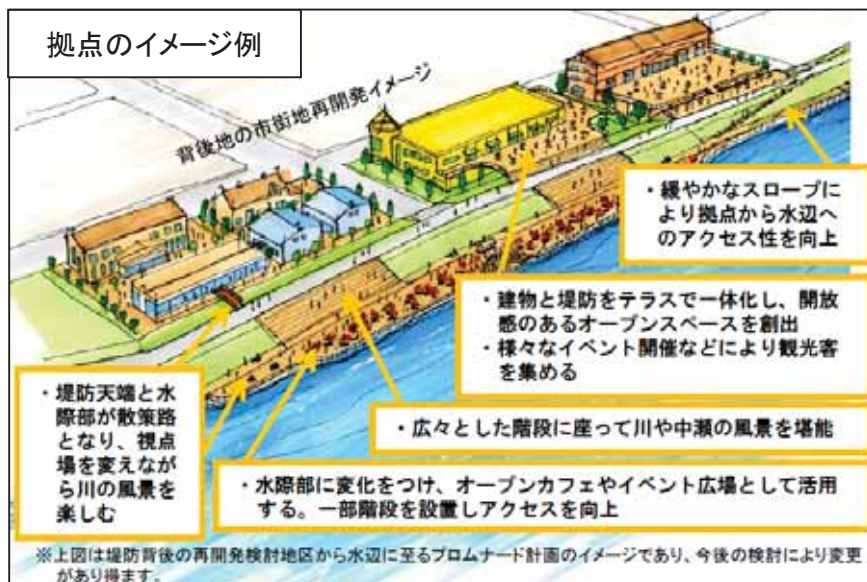 拠点のイメージ例
背後地の市街地再開発イメージ
・緩やかなスロープに
より拠点から水辺へ
のアクセス性を向上
・建物と堤防をテラスで一体化し、開放
感のあるオープンスペースを創出
・様々なイベント開催などにより観光客
を集める
・堤防天端と水
際部が散策路
となり、視点
場を変えなが
ら川の風景を
楽しむ
・広々とした階段に座って川や中瀬の風景を堪能
・水際部に変化をつけ、オープンカフェやイベント広場として活用
する。一部階段を設置しアクセスを向上
※上図は堤防背後の再開発検討地区から水辺に至るプロムナード計画のイメージであり、今後の検討により変更
があり得ます。